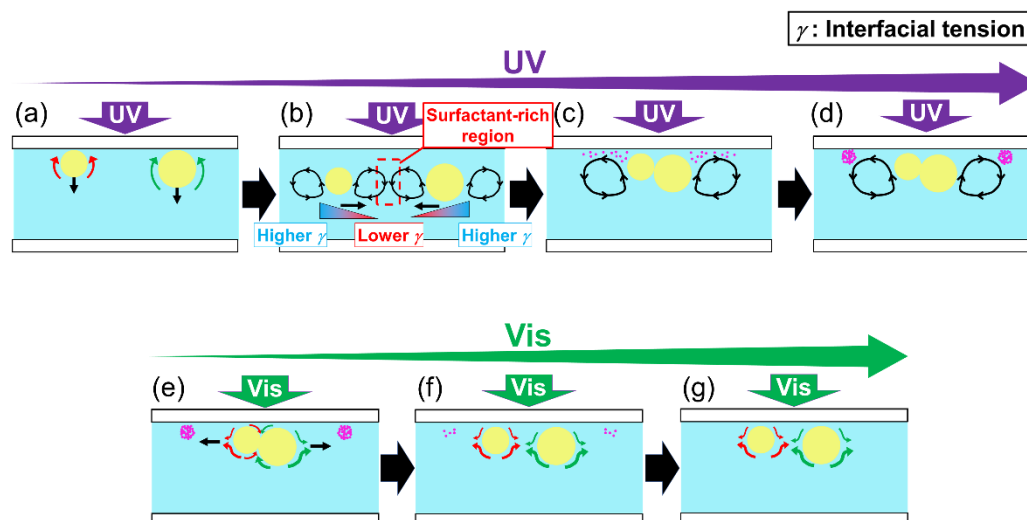 γ : Interfacial tension
UV
(a)
UV
(b)
UV
Surfactant-rich
region
(c)
UV
(d)
UV
Higher γ
Lower γ
Higher γ
Vis
(e)
Vis
(f)
Vis
(g)
Vis